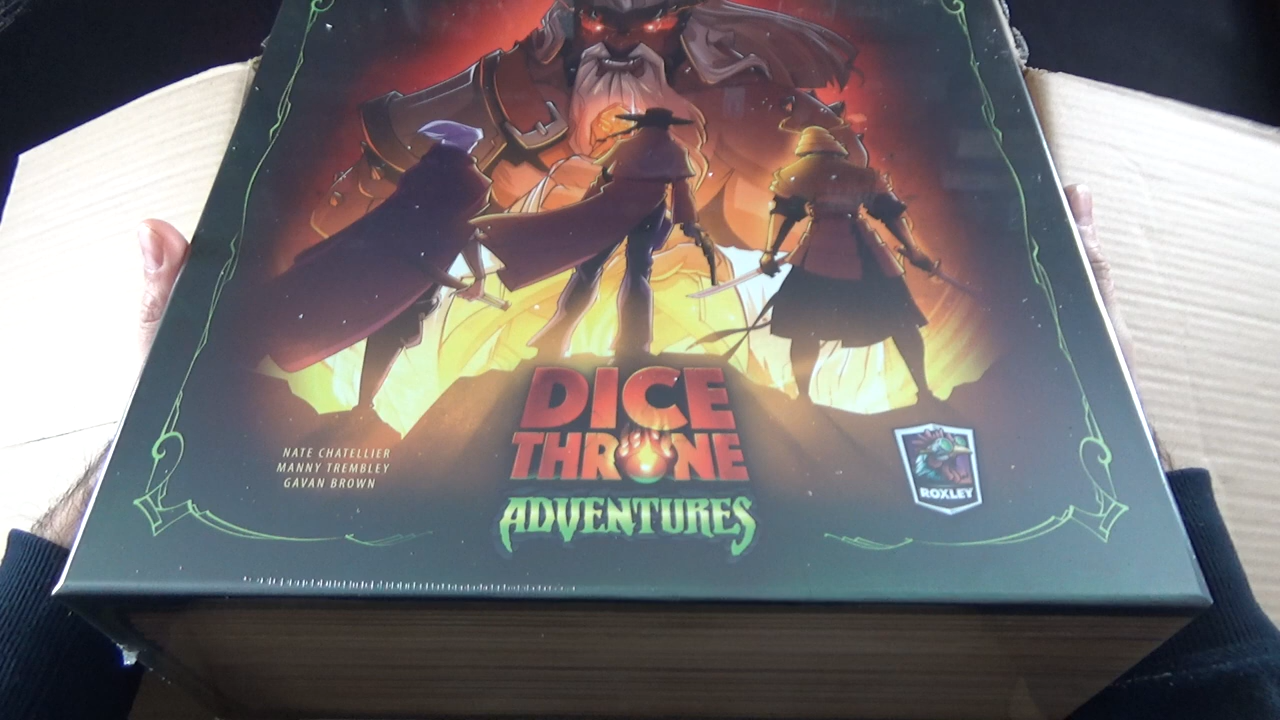 DICE
THRONE
ADVENTURES
NATE CHATELLIER
MANNY TREMBLEY
GAVAN BROWN
ROXLEY